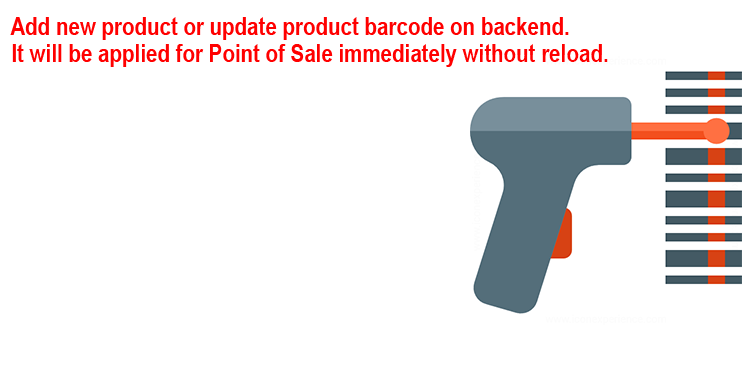 Add new product or update product barcode on backend.
It will be applied for Point of Sale immediately without reload.